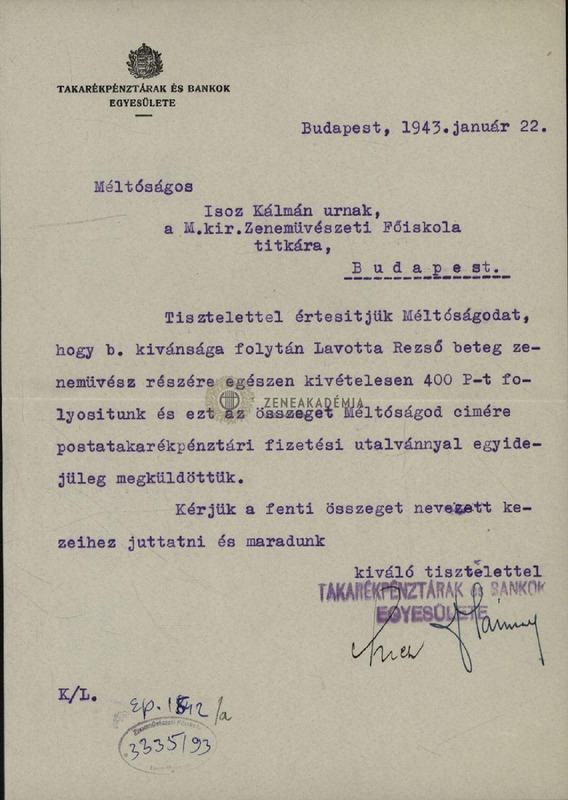 TAKARÉKPÉNZTÁRAK ÉS BANKOK
EGYESÜLETE
Budapest, 1943.január 22.
Méltóságos
Isoz Kálmán urnak,
a M.kir.Zenemüvészeti Főiskola
titkára,
Budapest.
Tisztelettel értesitjük Méltóságodat,
hogy b. kivánsága folytán Lavotta Rezső beteg ze-
nemüvész részére egészen kivételesen 400 P-t fo-
ZENEAKADÉMIA
lyositunk és ezt az összeget Méltóságod cimére
postatakarékpénztári fizetési utalvánnyal egyide-
jüleg megküldöttük.
Kérjük a fenti összeget nevezett ke-
zeihez juttatni és maradunk
kiváló tisztelettel
TAKARÉKPÉNZTÁRAK és BANKOK
EGYESÜLETE
K/L.
3335/93